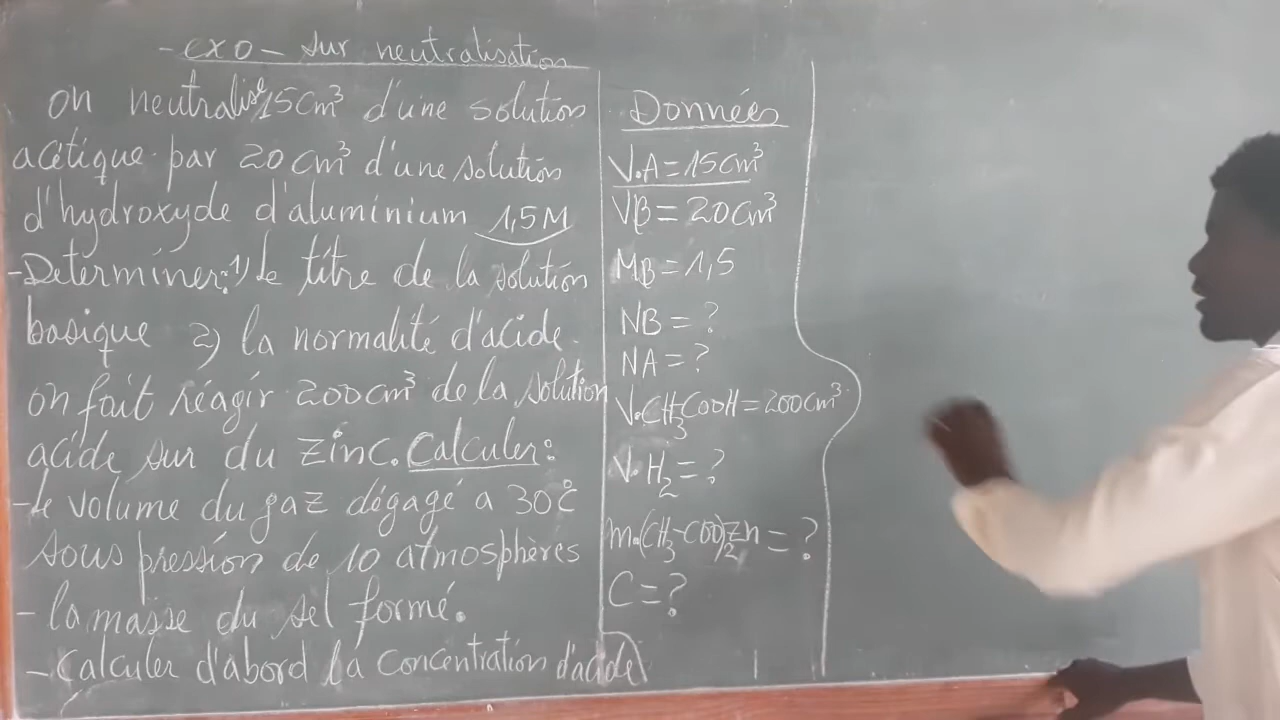 - exo - sur neutralisation
on neutralise 15cm³ d'une solution
acétique par 20cm³ d'une solution
d'hydroxyde d'aluminium 1,5M
- Determiner: 1) Le titre de la solution
basique 2) la normalité d'acide.
on fait réagir 200cm³ de la solution
acide sur du zinc. Calculer:
- Le volume du gaz dégagé a 30°C
sous pression de 10 atmosphères
- la masse du sel formé.
- Calculer d'abord la concentration d'acide
Données
V.A = 15cm³
VB = 20cm³
MB = 1,5
NB = ?
NA = ?
V.CH₃COOH = 200cm³
V.H₂ = ?
m.(CH₃-COO)₂Zn = ?
C = ?